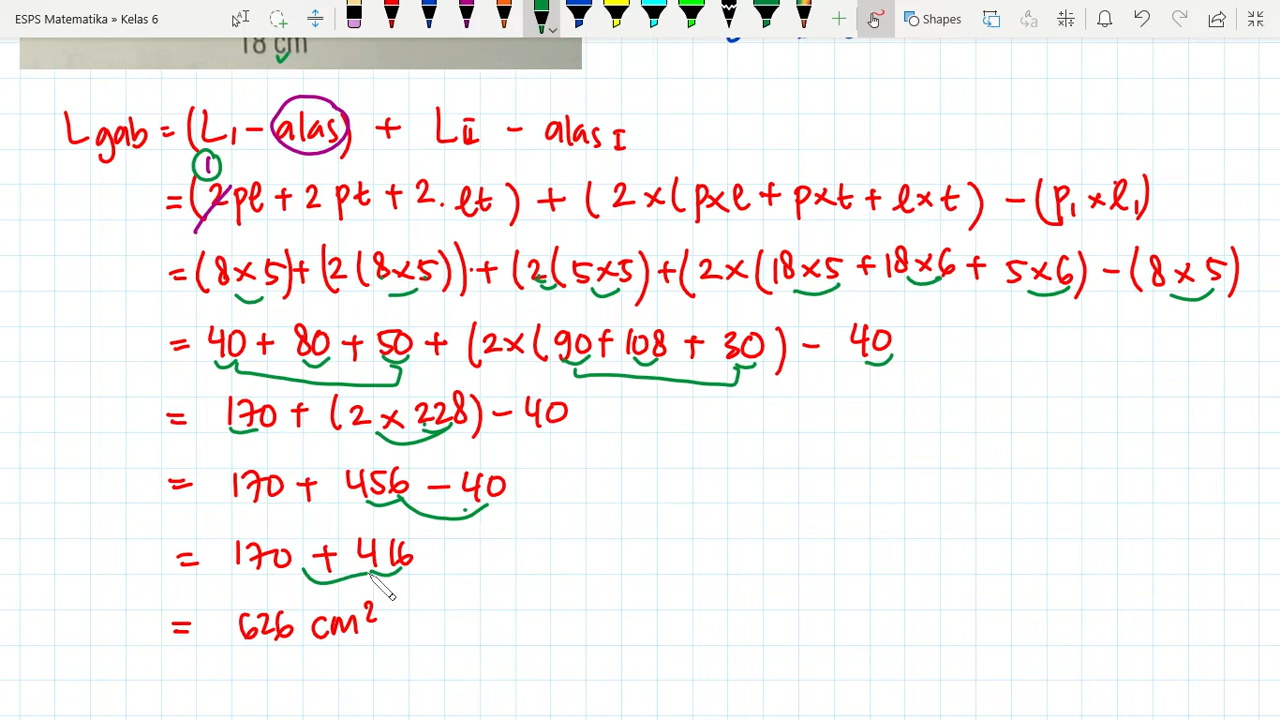 ESPS Matematika » Kelas 6
Shapes
18 cm
Lgab = (L₁ - alas) + LII - alas I
1
= (2pl + 2 pt + 2. lt) + (2×(p×l + p×t + l×t) - (p₁ × l₁)
= (8×5)+(2(8×5))+(2(5×5)+(2×(18×5+18×6+5×6) - (8×5)
= 40 + 80 + 50 + (2×(90+108 + 30) - 40
= 170 + (2 × 228) - 40
= 170 + 456 - 40
= 170 + 416
= 626 cm²